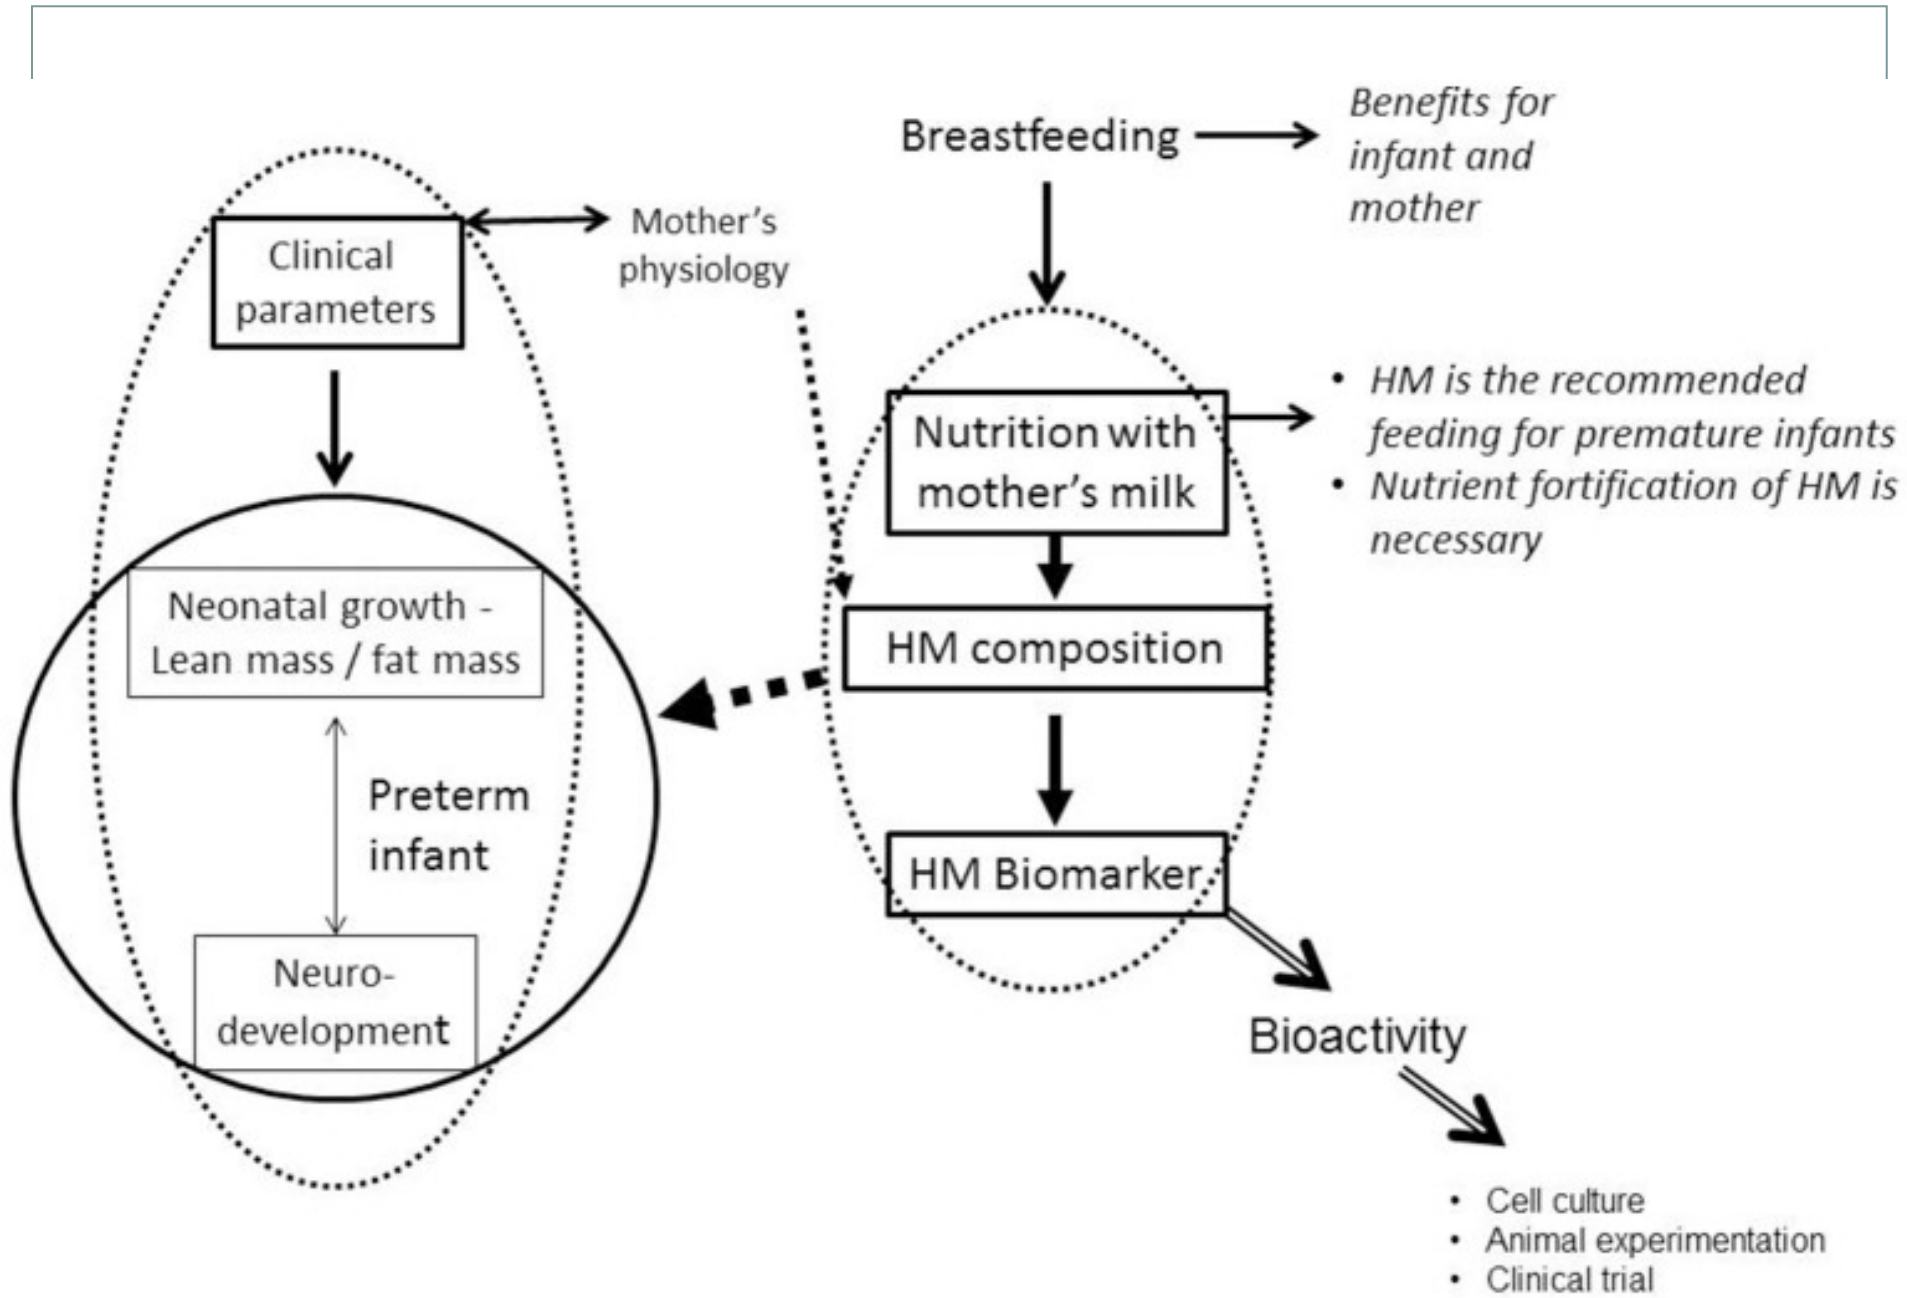 Breastfeeding
Benefits for
infant and
mother
Clinical
parameters
Mother's
physiology
Nutrition with
mother's milk
• HM is the recommended
feeding for premature infants
• Nutrient fortification of HM is
necessary
Neonatal growth -
Lean mass / fat mass
HM composition
Preterm
infant
HM Biomarker
Neuro-
development
Bioactivity
• Cell culture
• Animal experimentation
• Clinical trial